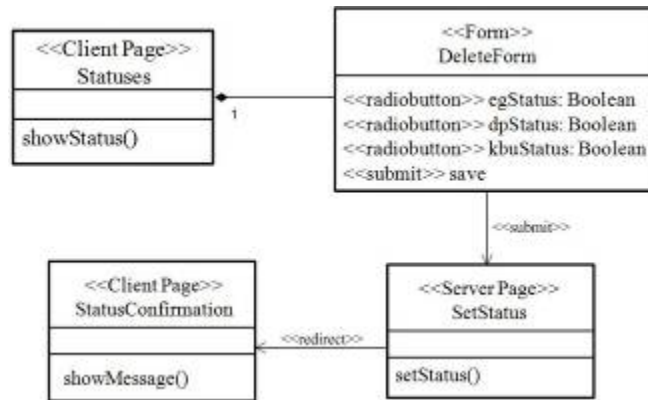 <<Client Page>>
Statuses
showStatus()
1
<<Form>>
DeleteForm
<<radiobutton>> egStatus: Boolean
<<radiobutton>> dpStatus: Boolean
<<radiobutton>> kbuStatus: Boolean
<<submit>> save
<<submit>>
<<Client Page>>
StatusConfirmation
showMessage()
<<redirect>>
<<Server Page>>
SetStatus
setStatus()